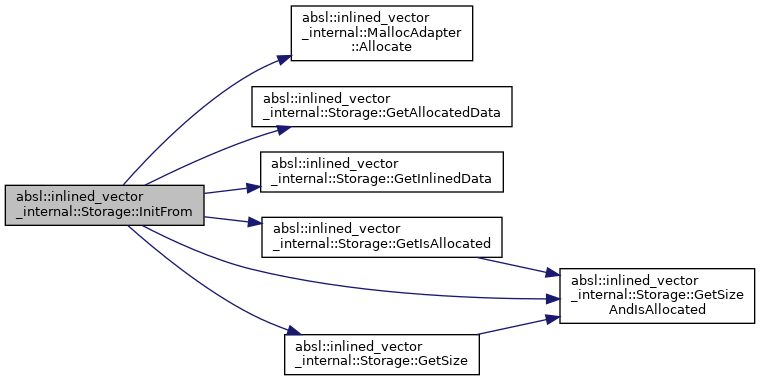 absl::inlined_vector
_internal::MallocAdapter
::Allocate
absl::inlined_vector
_internal::Storage::GetAllocatedData
absl::inlined_vector
_internal::Storage::GetInlinedData
absl::inlined_vector
_internal::Storage::InitFrom
absl::inlined_vector
_internal::Storage::GetIsAllocated
absl::inlined_vector
_internal::Storage::GetSize
AndIsAllocated
absl::inlined_vector
_internal::Storage::GetSize